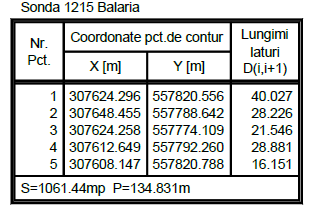 Sonda 1215 Balaria
Nr. Pct. Coordonate pct.de contur Lungimi laturi D(i,i+1)
X [m] Y [m]
1 307624.296 557820.556 40.027
2 307648.455 557788.642 28.226
3 307624.258 557774.109 21.546
4 307612.649 557792.260 28.881
5 307608.147 557820.788 16.151
S=1061.44mp P=134.831m